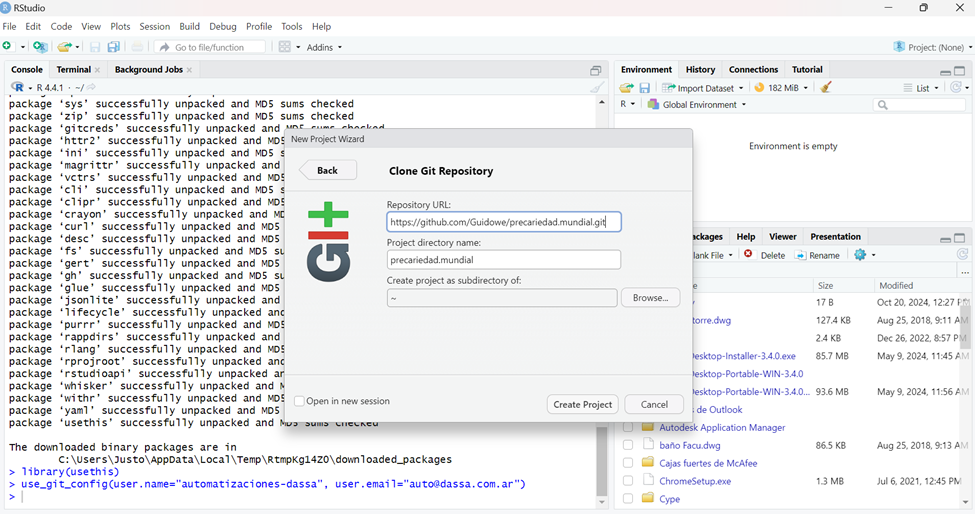 RStudio
File Edit Code View Plots Session Build Debug Profile Tools Help
Go to file/function Addins Project: (None)
Console Terminal Background Jobs
R 4.4.1 · ~/
package ‘sys’ successfully unpacked and MD5 sums checked
package ‘zip’ successfully unpacked and MD5 sums checked
package ‘gitcreds’ successfully unpacked and MD5 sums checked
package ‘httr2’ successfully unpacked and MD5
package ‘ini’ successfully unpacked and MD5 s
package ‘magrittr’ successfully unpacked and
package ‘vctrs’ successfully unpacked and MD5
package ‘cli’ successfully unpacked and MD5 s
package ‘clipr’ successfully unpacked and MD5
package ‘crayon’ successfully unpacked and MD
package ‘curl’ successfully unpacked and MD5
package ‘desc’ successfully unpacked and MD5
package ‘fs’ successfully unpacked and MD5 su
package ‘gert’ successfully unpacked and MD5
package ‘gh’ successfully unpacked and MD5 su
package ‘glue’ successfully unpacked and MD5
package ‘jsonlite’ successfully unpacked and
package ‘lifecycle’ successfully unpacked and
package ‘purrr’ successfully unpacked and MD5
package ‘rappdirs’ successfully unpacked and
package ‘rlang’ successfully unpacked and MD5
package ‘rprojroot’ successfully unpacked and
package ‘rstudioapi’ successfully unpacked an
package ‘whisker’ successfully unpacked and M
package ‘withr’ successfully unpacked and MD5
package ‘yaml’ successfully unpacked and MD5
package ‘usethis’ successfully unpacked and MD5 sums checked
The downloaded binary packages are in
C:\Users\Justo\AppData\Local\Temp\RtmpKg14Z0\downloaded_packages
> library(usethis)
> use_git_config(user.name="automatizaciones-dassa", user.email="auto@dassa.com.ar")
>
New Project Wizard
Back
Clone Git Repository
git
Repository URL:
https://github.com/Guidowe/precariedad.mundial.git
Project directory name:
precariedad.mundial
Create project as subdirectory of:
~
Browse...
Open in new session
Create Project
Cancel
Environment History Connections Tutorial
Import Dataset 182 MiB List
R Global Environment
Environment is empty
ackages Help Viewer Presentation
lank File Delete Rename
e Size Modified
17 B Oct 20, 2024, 12:27 P
torre.dwg 127.4 KB Aug 25, 2018, 9:11 AM
2.4 KB Dec 26, 2022, 8:57 PM
esktop-Installer-3.4.0.exe 85.7 MB May 9, 2024, 11:45 AM
esktop-Portable-WIN-3.4.0
esktop-Portable-WIN-3.4.0... 93.6 MB May 9, 2024, 11:56 AM
s de Outlook
Autodesk Application Manager
baño Facu.dwg 86.5 KB Aug 25, 2018, 9:13 AM
Cajas fuertes de McAfee
ChromeSetup.exe 1.3 MB Jul 6, 2021, 12:45 PM
Cype